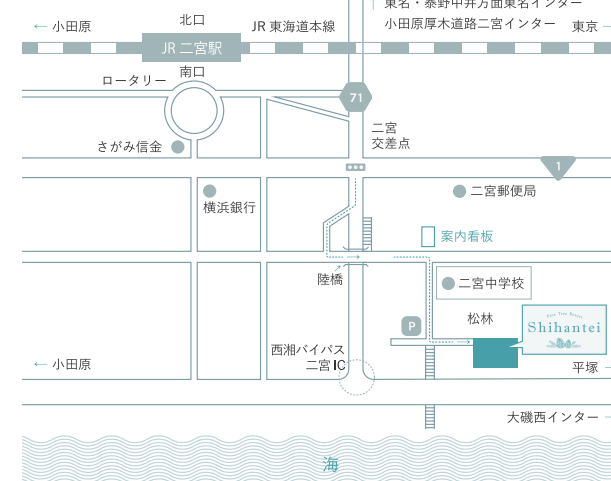 東名・秦野中井方面東名インター
← 小田原
北口
JR 東海道本線
小田原厚木道路二宮インター
東京
JR 二宮駅
南口
ロータリー
71
二宮
交差点
さがみ信金
1
横浜銀行
二宮郵便局
案内看板
陸橋
二宮中学校
P
松林
Pine Tree Resort
Shihantei
西湘バイパス
二宮 IC
← 小田原
平塚
大磯西インター
海